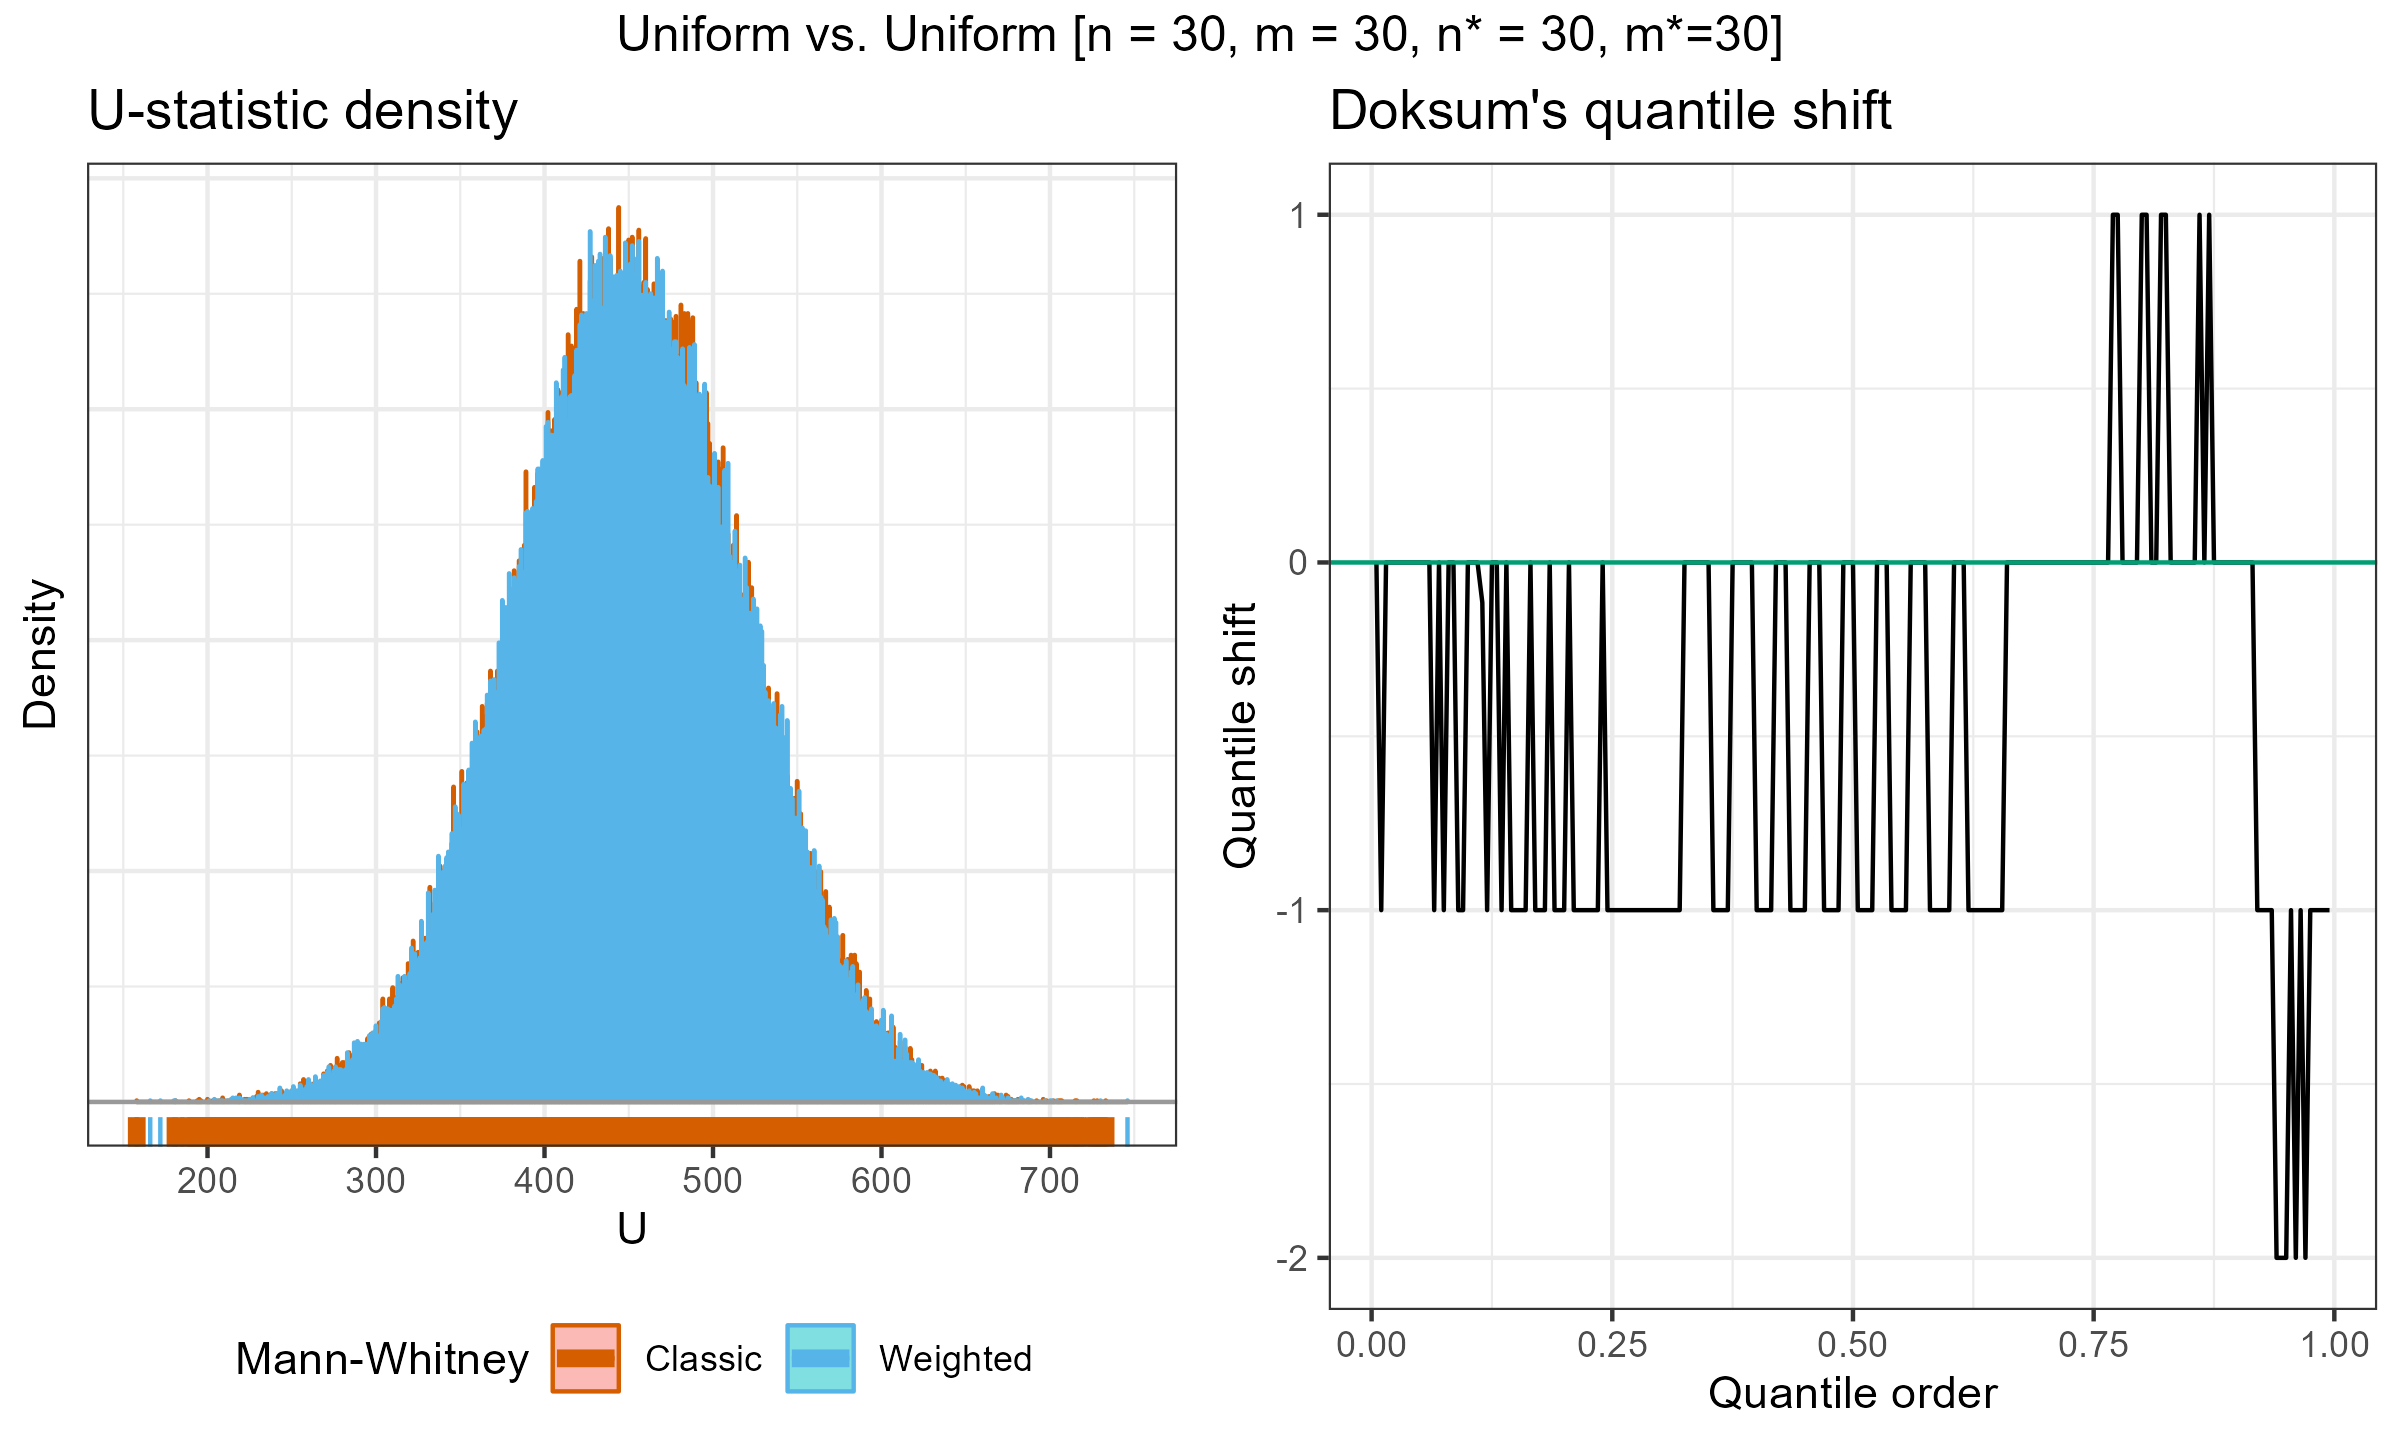 Uniform vs. Uniform [n = 30, m = 30, n* = 30, m*=30]
U-statistic density
Density
200 300 400 500 600 700
U
Mann-Whitney Classic Weighted
Doksum's quantile shift
Quantile shift
1
0
-1
-2
0.00 0.25 0.50 0.75 1.00
Quantile order